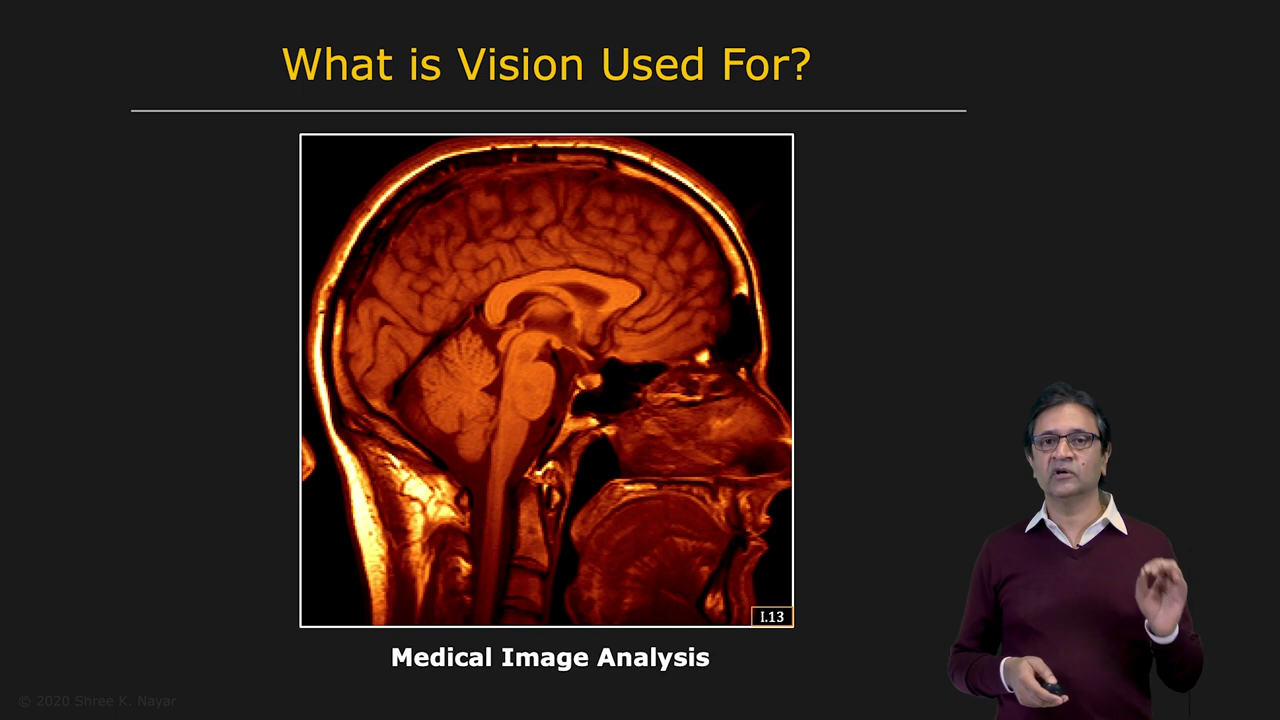 What is Vision Used For?
I.13
Medical Image Analysis
© 2020 Shree K. Nayar